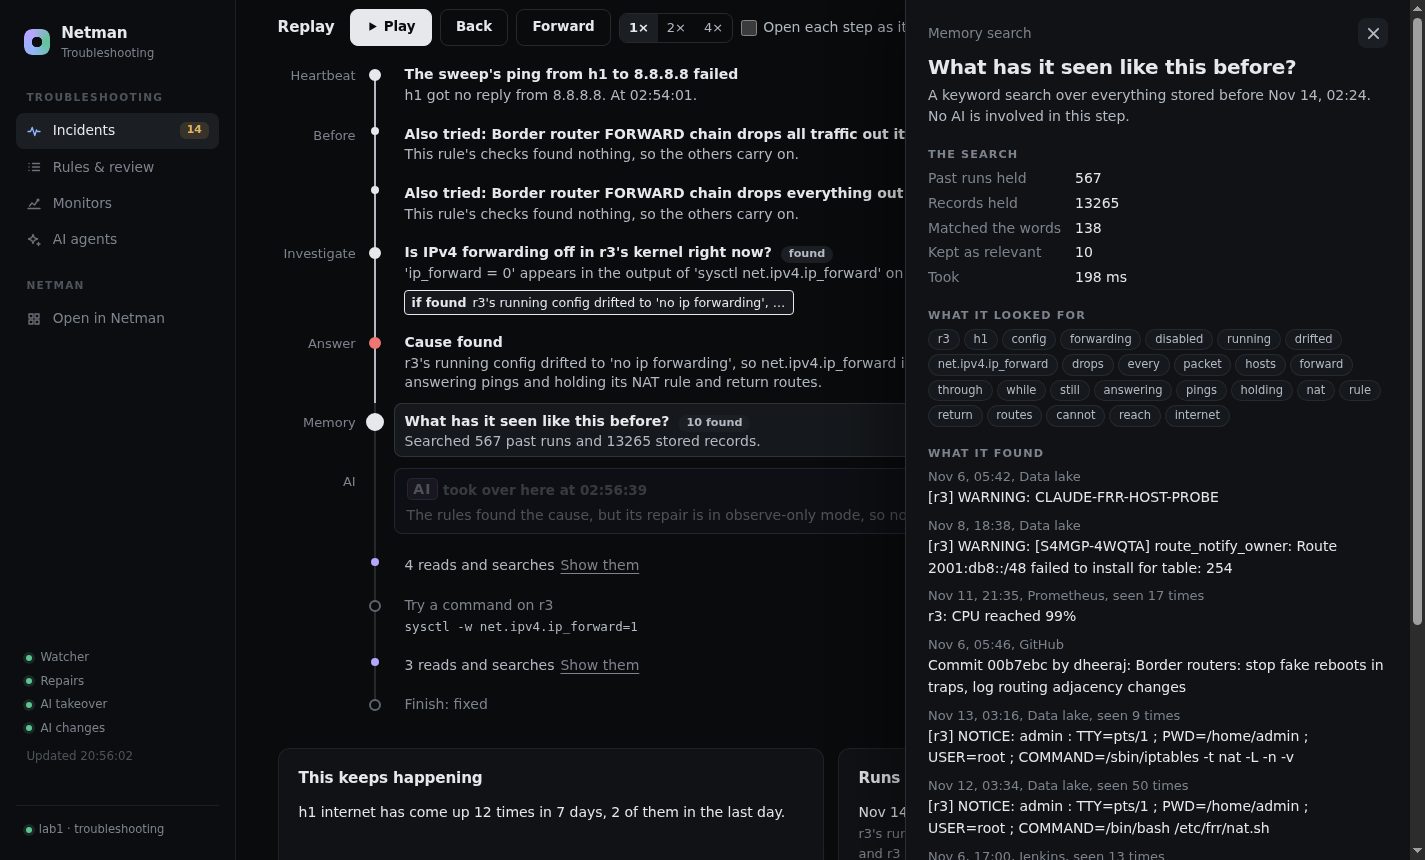 Netman
Troubleshooting
TROUBLESHOOTING
Incidents 14
Rules & review
Monitors
AI agents
NETMAN
Open in Netman
Watcher
Repairs
AI takeover
AI changes
Updated 20:56:02
lab1 · troubleshooting
Replay Play Back Forward 1× 2× 4× Open each step as it
Heartbeat
The sweep's ping from h1 to 8.8.8.8 failed
h1 got no reply from 8.8.8.8. At 02:54:01.
Before
Also tried: Border router FORWARD chain drops all traffic out it
This rule's checks found nothing, so the others carry on.
Also tried: Border router FORWARD chain drops everything out
This rule's checks found nothing, so the others carry on.
Investigate
Is IPv4 forwarding off in r3's kernel right now? found
'ip_forward = 0' appears in the output of 'sysctl net.ipv4.ip_forward' on
if found r3's running config drifted to 'no ip forwarding', …
Answer
Cause found
r3's running config drifted to 'no ip forwarding', so net.ipv4.ip_forward i
answering pings and holding its NAT rule and return routes.
Memory
What has it seen like this before? 10 found
Searched 567 past runs and 13265 stored records.
AI
AI took over here at 02:56:39
The rules found the cause, but its repair is in observe-only mode, so no
4 reads and searches Show them
Try a command on r3
sysctl -w net.ipv4.ip_forward=1
3 reads and searches Show them
Finish: fixed
This keeps happening
h1 internet has come up 12 times in 7 days, 2 of them in the last day.
Runs
Nov 14
r3's run
and r3
Memory search
What has it seen like this before?
A keyword search over everything stored before Nov 14, 02:24.
No AI is involved in this step.
THE SEARCH
Past runs held 567
Records held 13265
Matched the words 138
Kept as relevant 10
Took 198 ms
WHAT IT LOOKED FOR
r3 h1 config forwarding disabled running drifted
net.ipv4.ip_forward drops every packet hosts forward
through while still answering pings holding nat rule
return routes cannot reach internet
WHAT IT FOUND
Nov 6, 05:42, Data lake
[r3] WARNING: CLAUDE-FRR-HOST-PROBE
Nov 8, 18:38, Data lake
[r3] WARNING: [S4MGP-4WQTA] route_notify_owner: Route
2001:db8::/48 failed to install for table: 254
Nov 11, 21:35, Prometheus, seen 17 times
r3: CPU reached 99%
Nov 6, 05:46, GitHub
Commit 00b7ebc by dheeraj: Border routers: stop fake reboots in
traps, log routing adjacency changes
Nov 13, 03:16, Data lake, seen 9 times
[r3] NOTICE: admin : TTY=pts/1 ; PWD=/home/admin ;
USER=root ; COMMAND=/sbin/iptables -t nat -L -n -v
Nov 12, 03:34, Data lake, seen 50 times
[r3] NOTICE: admin : TTY=pts/1 ; PWD=/home/admin ;
USER=root ; COMMAND=/bin/bash /etc/frr/nat.sh
Nov 6, 17:00, Jenkins, seen 13 times